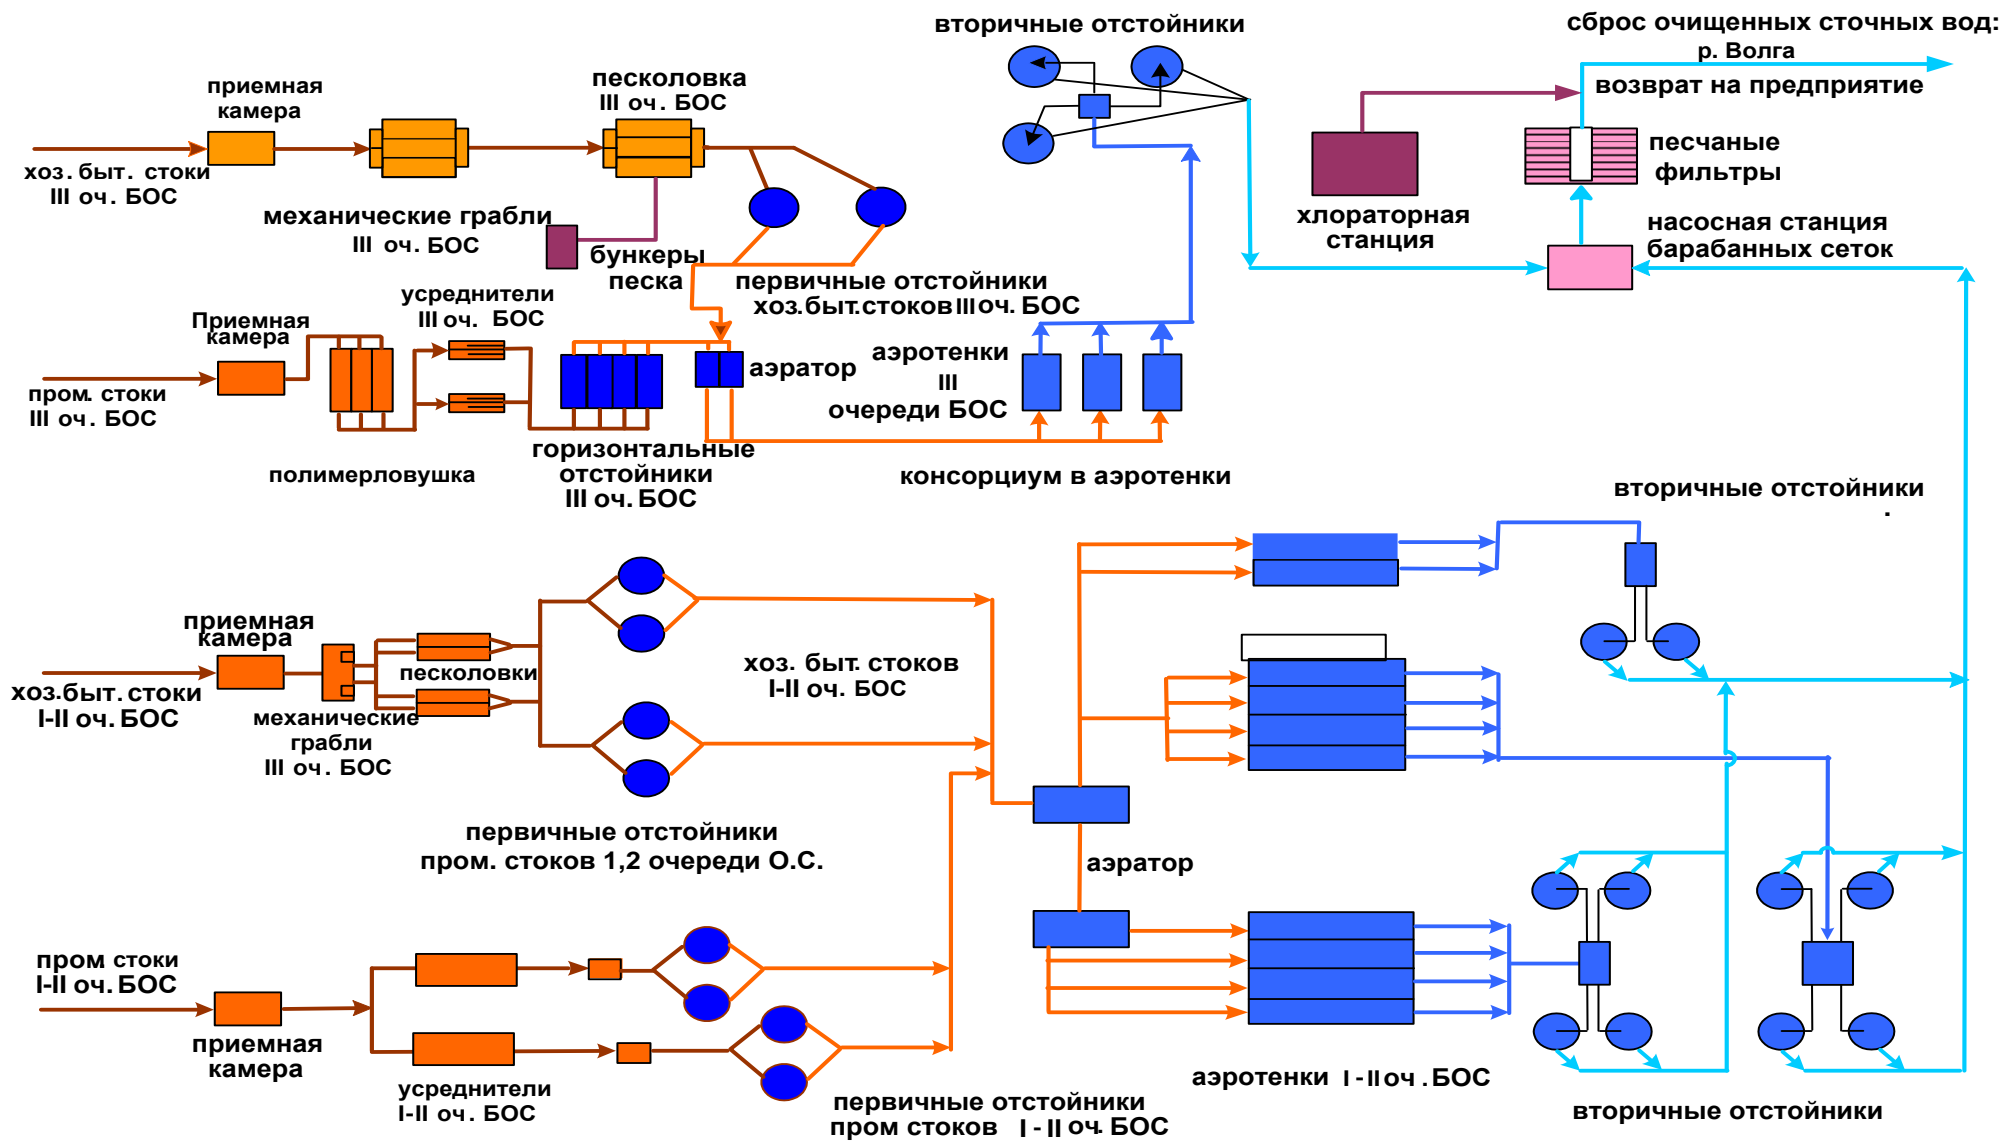 вторичные отстойники
сброс очищенных сточных вод:
р. Волга
возврат на предприятие
приемная
камера
песколовка
III оч. БОС
хоз. быт. стоки
III оч. БОС
механические грабли
III оч. БОС
бункеры
песка
песчаные
фильтры
хлораторная
станция
насосная станция
барабанных сеток
первичные отстойники
хоз.быт.стоков III оч. БОС
усреднители
III оч. БОС
Приемная
камера
пром. стоки
III оч. БОС
аэратор
аэротенки
III
очереди БОС
полимерловушка
горизонтальные
отстойники
III оч. БОС
консорциум в аэротенки
вторичные отстойники
.
приемная
камера
хоз.быт. стоки
I-II оч. БОС
песколовки
механические
грабли
III оч. БОС
хоз. быт. стоков
I-II оч. БОС
первичные отстойники
пром. стоков 1,2 очереди О.С.
аэратор
пром стоки
I-II оч. БОС
приемная
камера
усреднители
I-II оч. БОС
первичные отстойники
пром стоков I - II оч. БОС
аэротенки I - II оч . БОС
вторичные отстойники